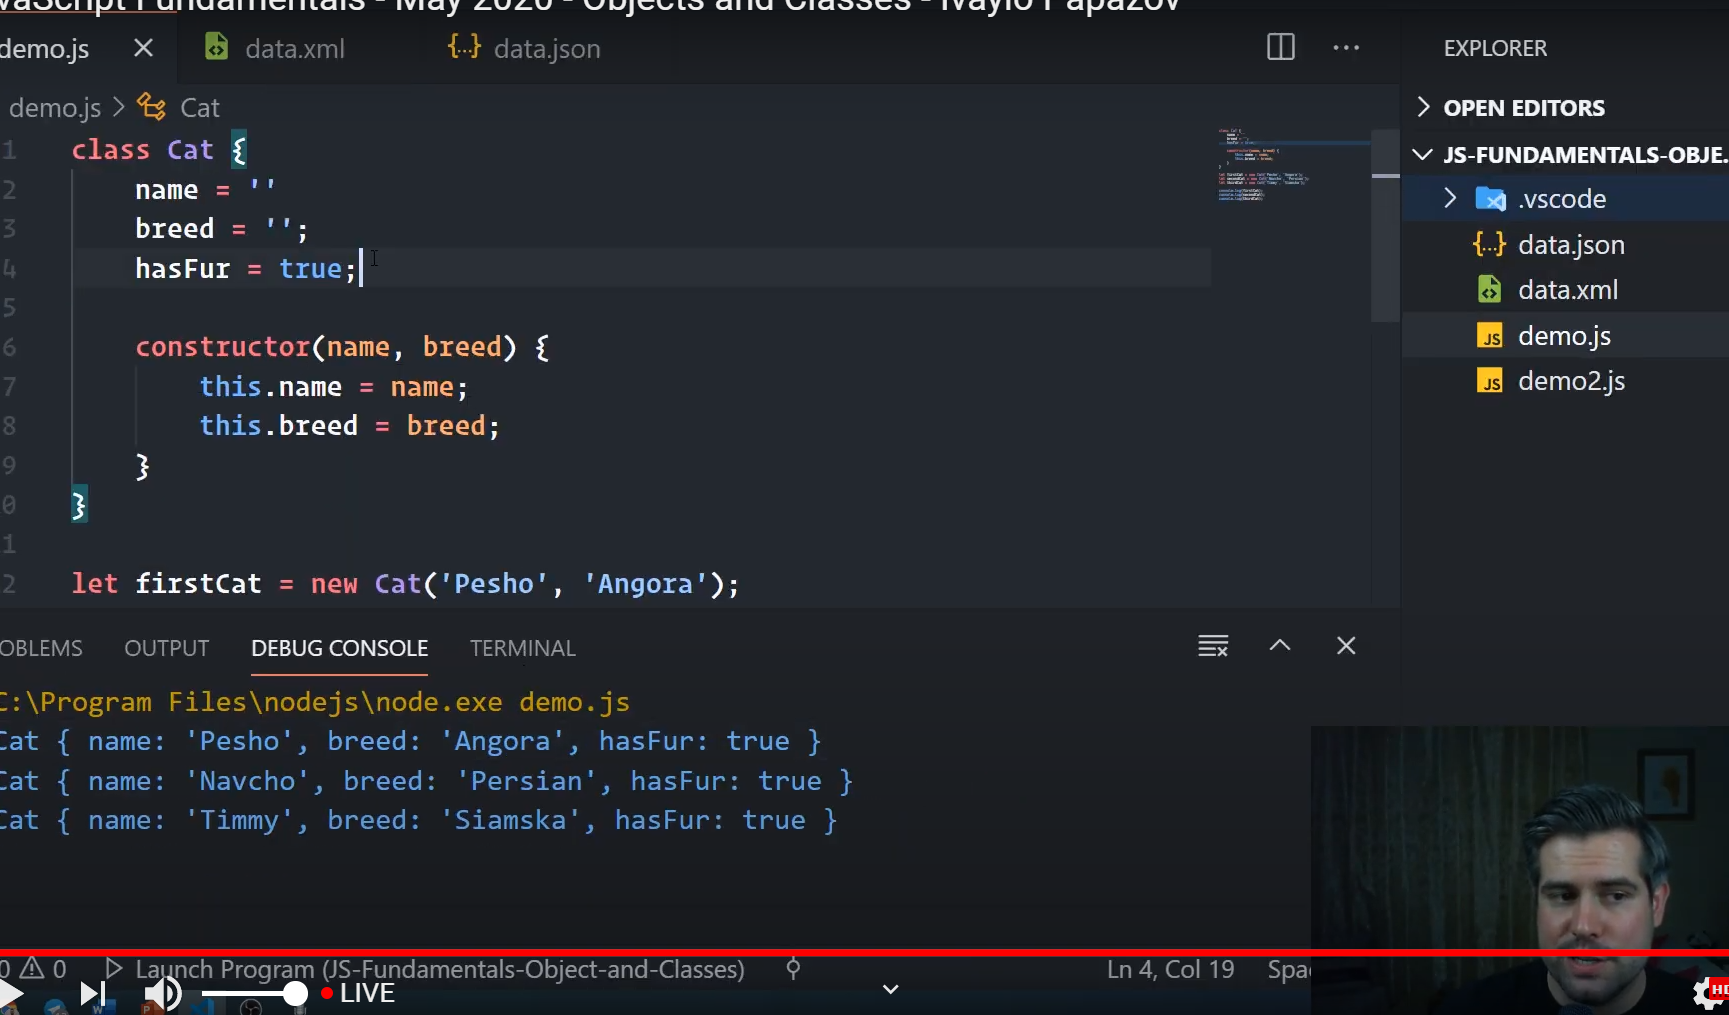 vaScript Fundamentals - May 2020 - Objects and Classes - Ivaylo Papazov
demo.js data.xml {..} data.json ...
EXPLORER
demo.js > Cat
OPEN EDITORS
JS-FUNDAMENTALS-OBJE.
.vscode
{..} data.json
data.xml
JS demo.js
JS demo2.js
1 class Cat {
2 name = ''
3 breed = '';
4 hasFur = true;
5
6 constructor(name, breed) {
7 this.name = name;
8 this.breed = breed;
9 }
0 }
1
2 let firstCat = new Cat('Pesho', 'Angora');
OBLEMS OUTPUT DEBUG CONSOLE TERMINAL
C:\Program Files\nodejs\node.exe demo.js
Cat { name: 'Pesho', breed: 'Angora', hasFur: true }
Cat { name: 'Navcho', breed: 'Persian', hasFur: true }
Cat { name: 'Timmy', breed: 'Siamska', hasFur: true }
0 0 Launch Program (JS-Fundamentals-Object-and-Classes) Ln 4, Col 19 Spa
LIVE
HD